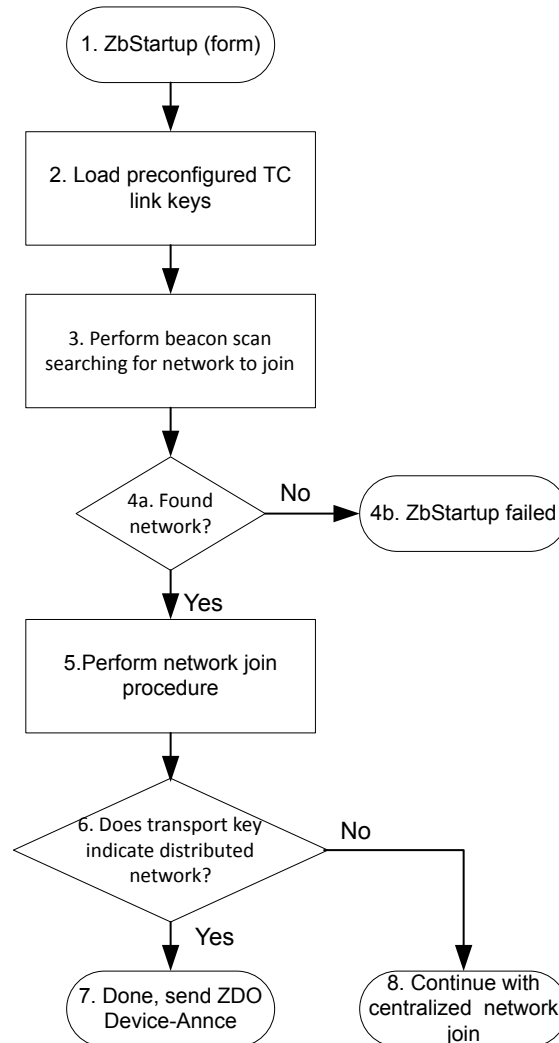 1. ZbStartup (form)
2. Load preconfigured TC
link keys
3. Perform beacon scan
searching for network to join
4a. Found
network?
No
4b. ZbStartup failed
Yes
5.Perform network join
procedure
6. Does transport key
indicate distributed
network?
No
Yes
7. Done, send ZDO
Device-Annce
8. Continue with
centralized network
join